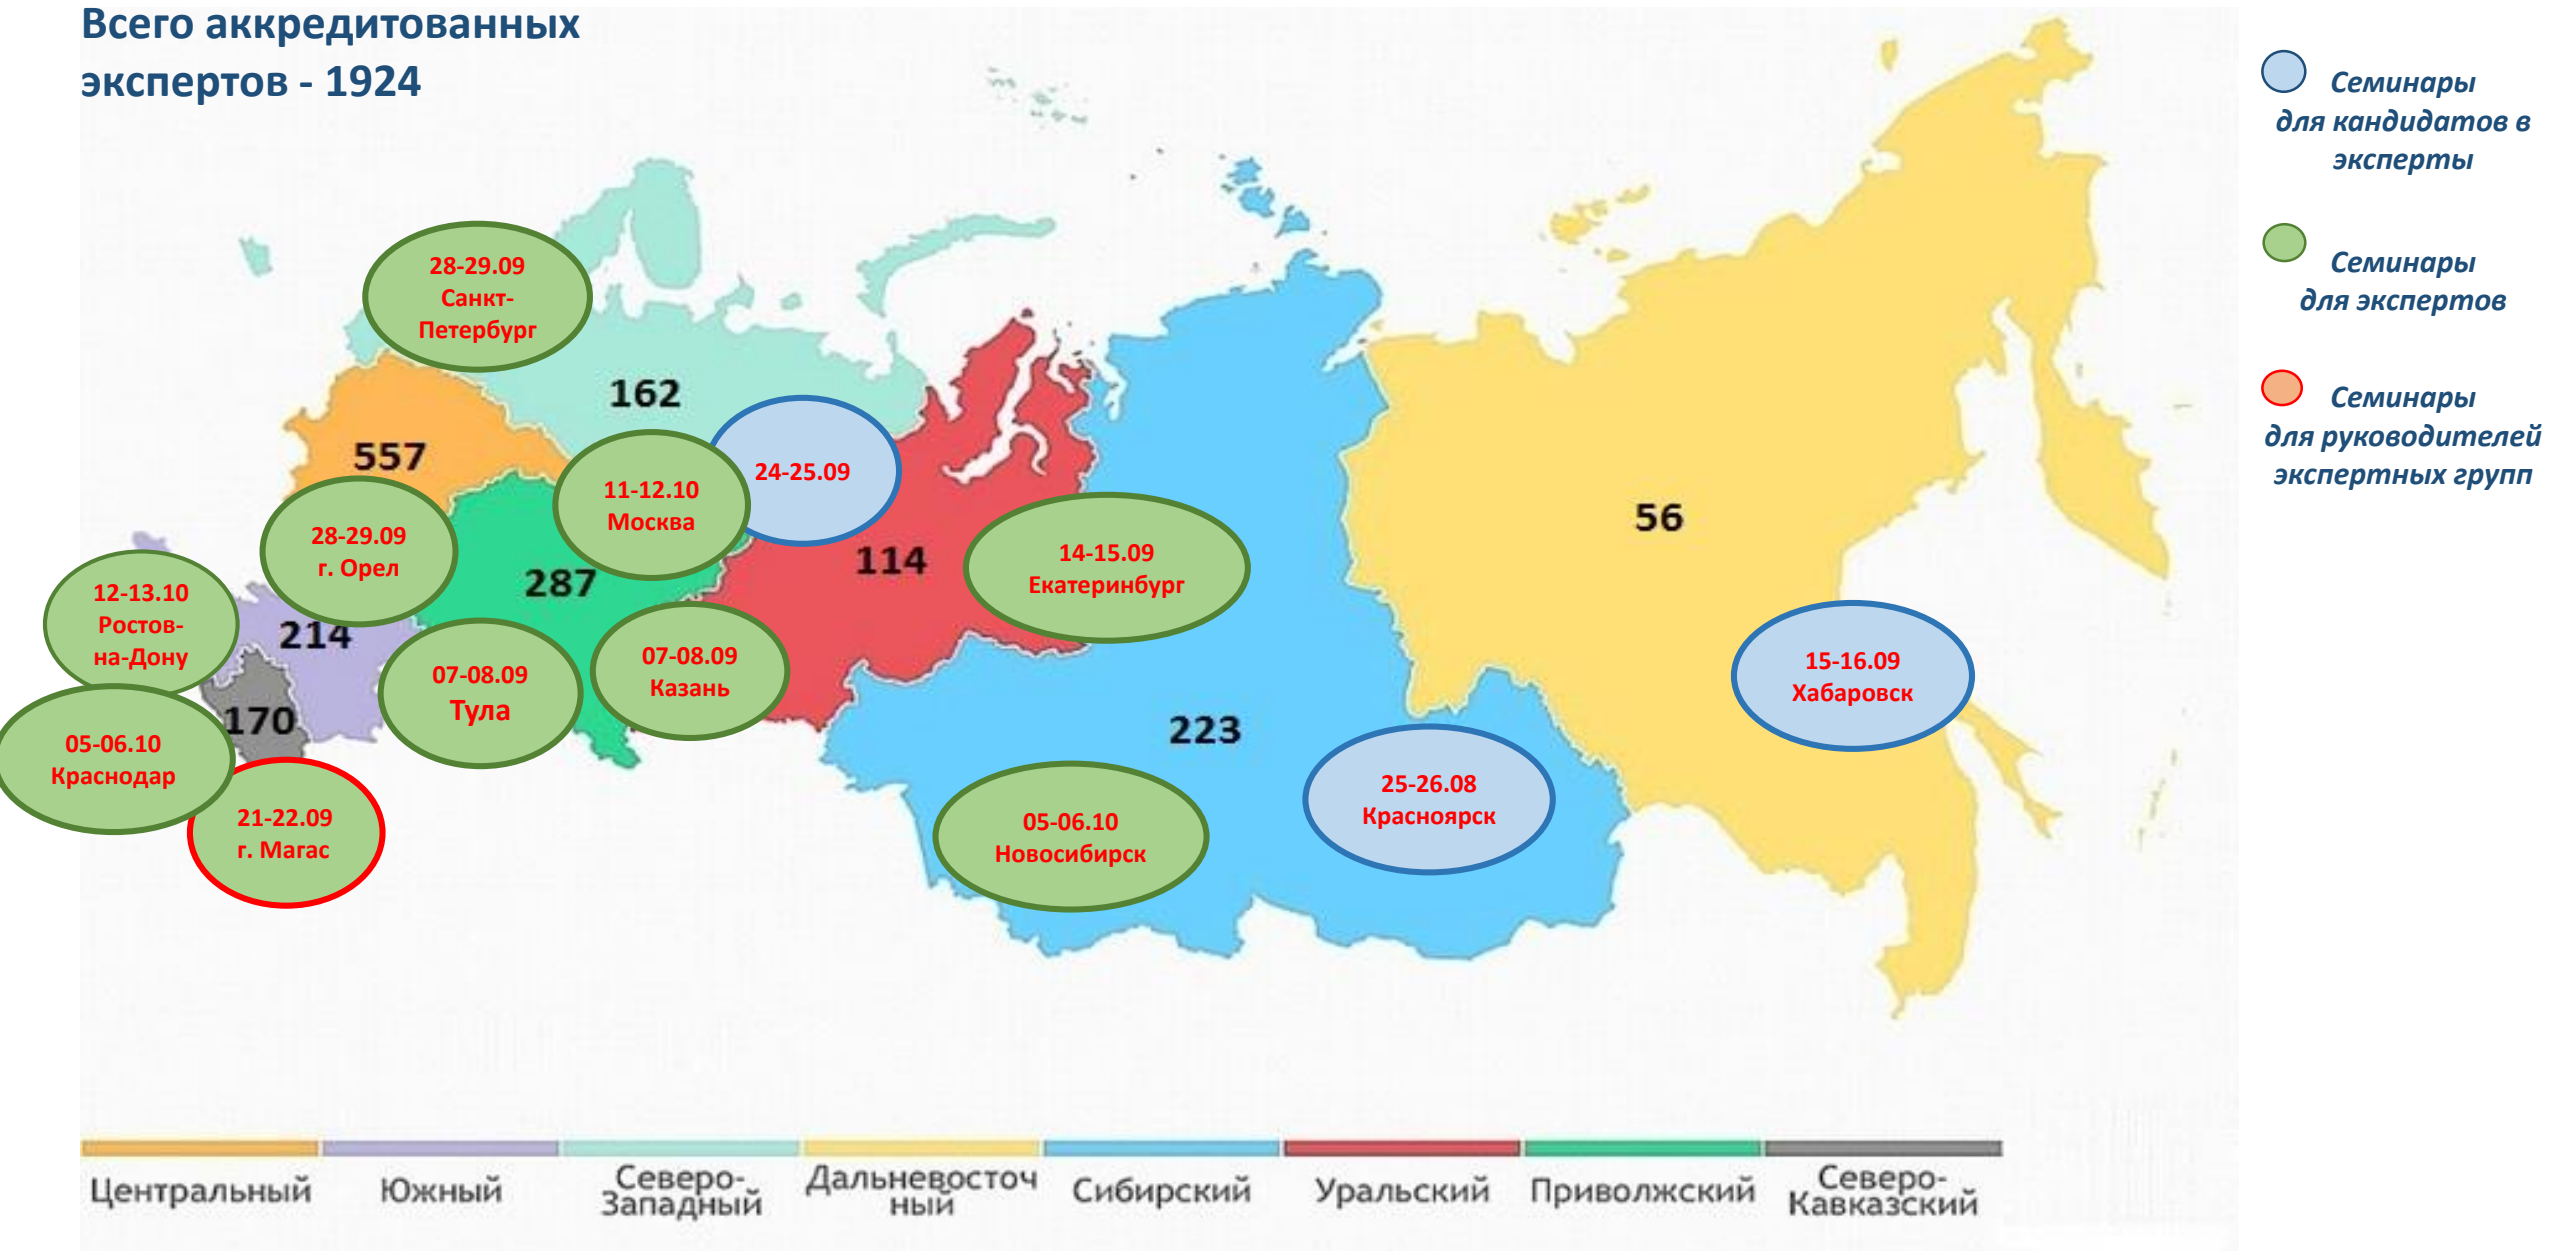 Всего аккредитованных
экспертов - 1924
Семинары
для кандидатов в
эксперты
Семинары
для экспертов
Семинары
для руководителей
экспертных групп
28-29.09
Санкт-
Петербург
162
557
24-25.09
11-12.10
Москва
28-29.09
г. Орел
287
114
14-15.09
Екатеринбург
56
12-13.10
Ростов-
на-Дону
214
07-08.09
Тула
07-08.09
Казань
15-16.09
Хабаровск
170
05-06.10
Краснодар
223
21-22.09
г. Магас
05-06.10
Новосибирск
25-26.08
Красноярск
Центральный
Южный
Северо-
Западный
Дальневосточ
ный
Сибирский
Уральский
Приволжский
Северо-
Кавказский